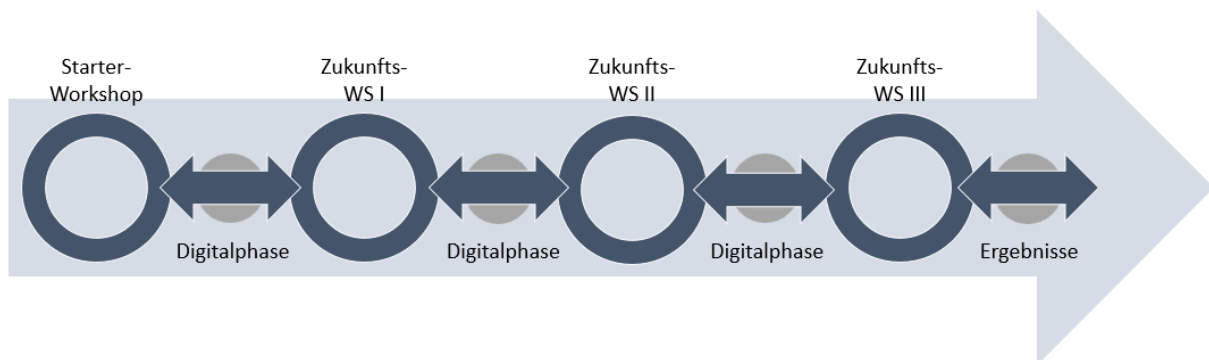 Starter-
Workshop
Zukunfts-
WS I
Zukunfts-
WS II
Zukunfts-
WS III
Digitalphase
Digitalphase
Digitalphase
Ergebnisse